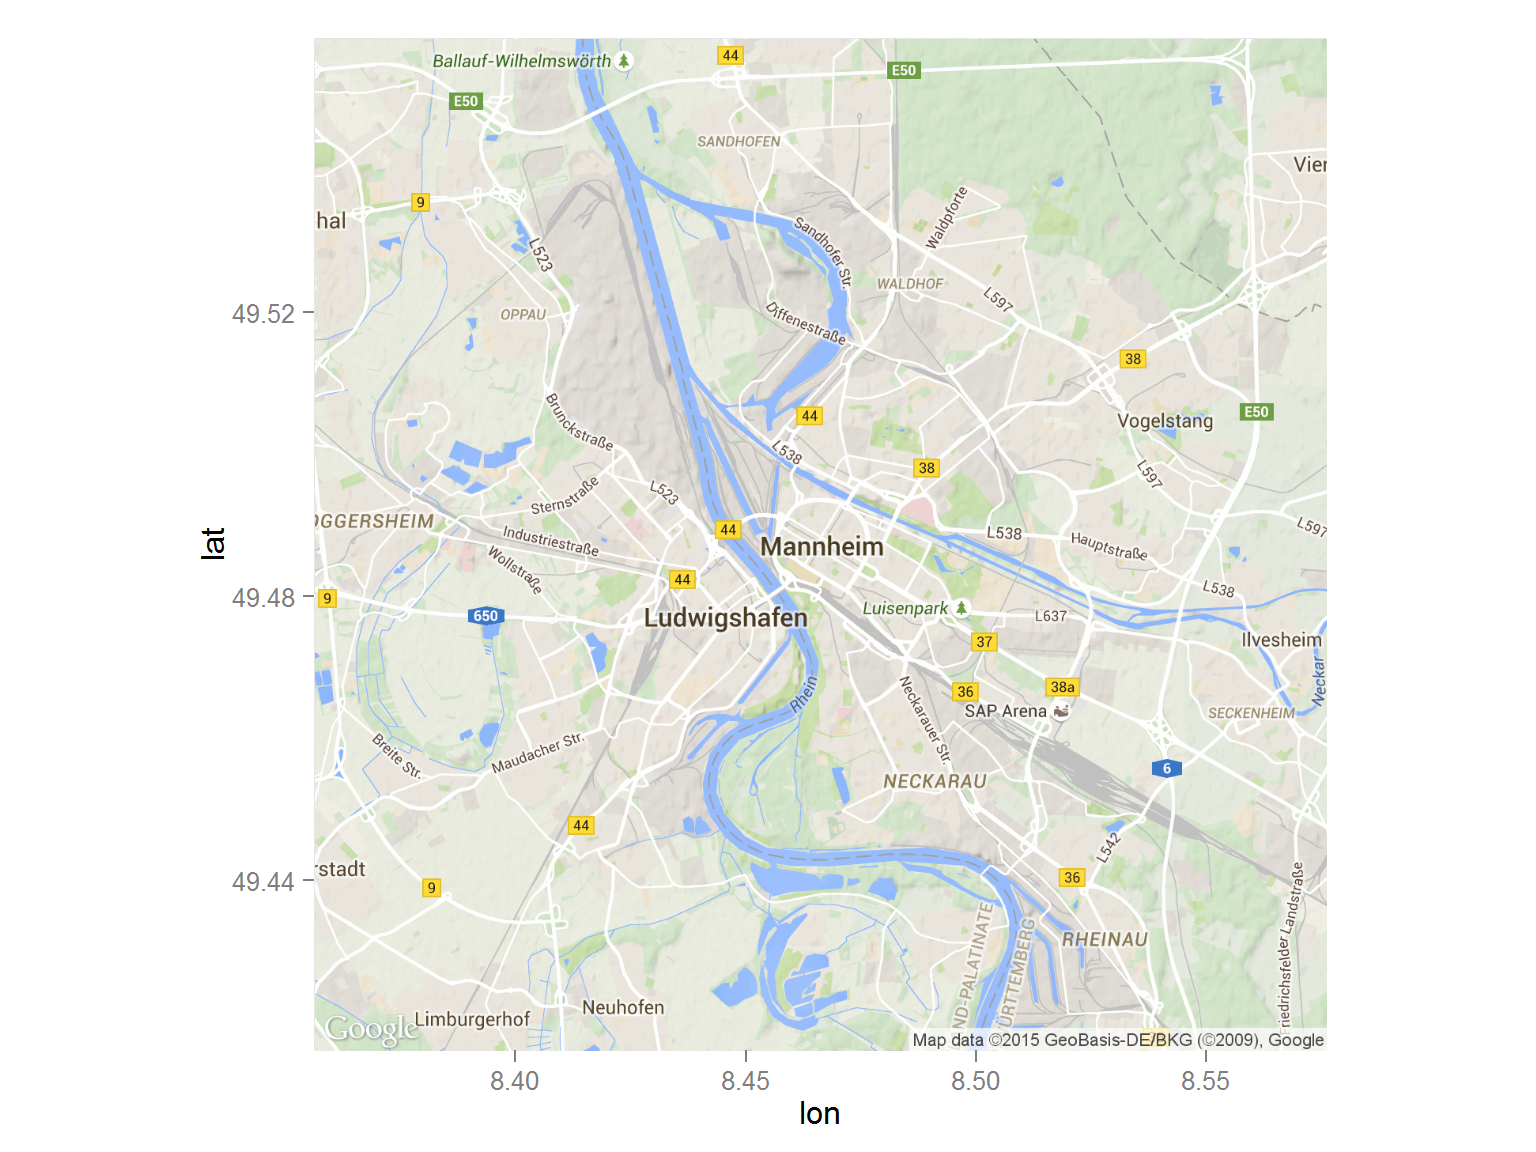 Ballauf-Wilhelmswörth
44
E50
E50
SANDHOFEN
Vier
9
hal
Waldpforte
Sandhofer Str.
L523
WALDHOF
L597
49.52
OPPAU
Diffenestraße
38
Brunckstraße
44
Vogelstang
E50
L538
38
L597
L523
Sternstraße
OGGERSHEIM
44
L538
L597
Industriestraße
Mannheim
Hauptstraße
Wollstraße
lat
44
L538
49.48
9
650
Ludwigshafen
Luisenpark
L637
37
Ilvesheim
Neckar
Rhein
36
38a
Neckarauer Str.
SAP Arena
SECKENHEIM
Breite Str.
Maudacher Str.
6
NECKARAU
44
L542
rstadt
49.44
9
36
Friedrichsfelder Landstraße
ND-PALATINATE
ÜRTTEMBERG
RHEINAU
Neuhofen
Limburgerhof
Google
Map data ©2015 GeoBasis-DE/BKG (©2009), Google
8.40
8.45
8.50
8.55
lon